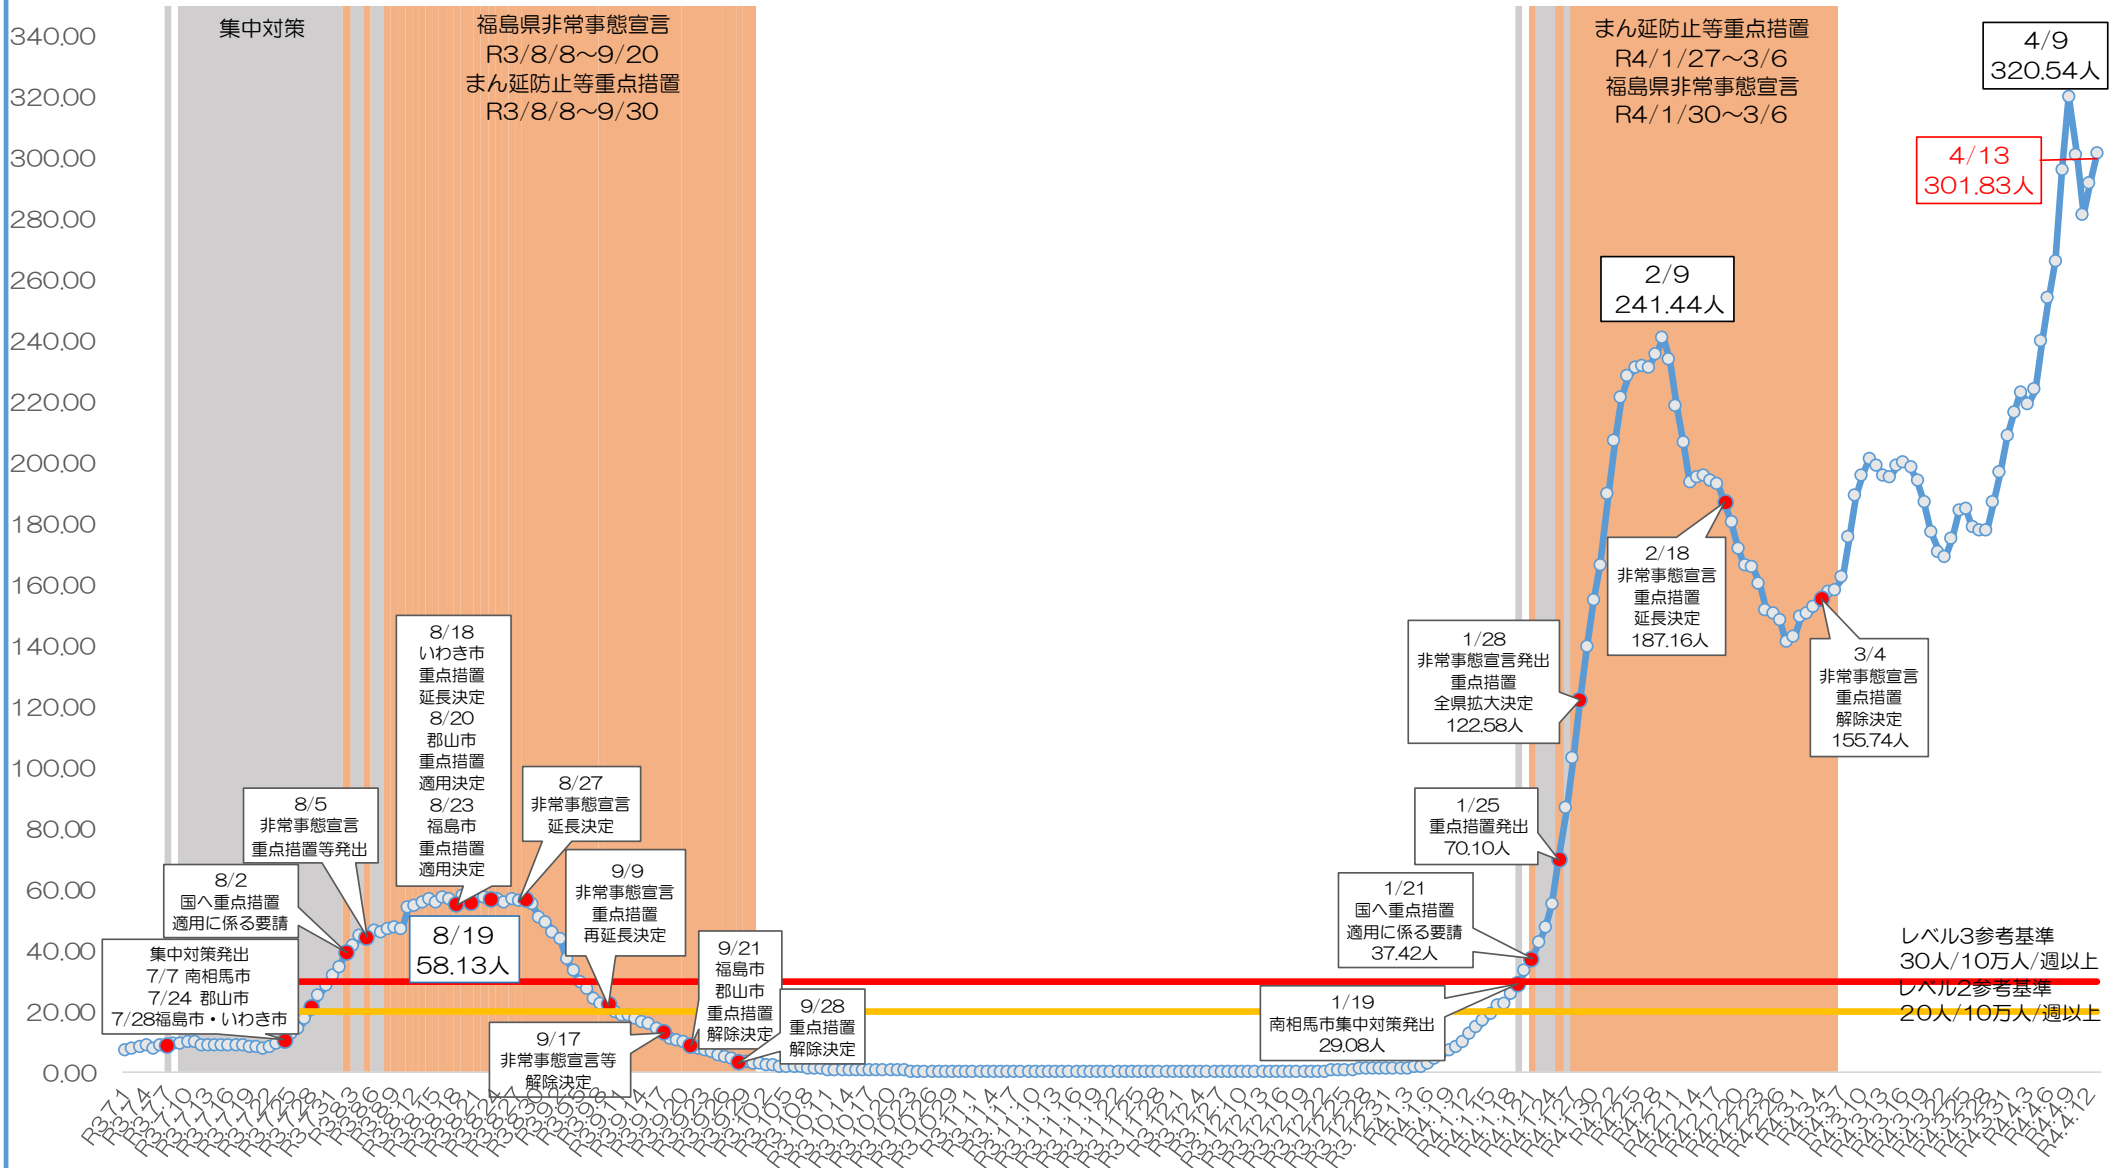 340.00
320.00
300.00
280.00
260.00
240.00
220.00
200.00
180.00
160.00
140.00
120.00
100.00
80.00
60.00
40.00
20.00
0.00
集中対策
福島県非常事態宣言
R3/8/8～9/20
まん延防止等重点措置
R3/8/8～9/30
まん延防止等重点措置
R4/1/27～3/6
福島県非常事態宣言
R4/1/30～3/6
4/9
320.54人
4/13
301.83人
2/9
241.44人
2/18
非常事態宣言
重点措置
延長決定
187.16人
3/4
非常事態宣言
重点措置
解除決定
155.74人
1/28
非常事態宣言発出
重点措置
全県拡大決定
122.58人
1/25
重点措置発出
70.10人
1/21
国へ重点措置
適用に係る要請
37.42人
1/19
南相馬市集中対策発出
29.08人
8/18
いわき市
重点措置
延長決定
8/20
郡山市
重点措置
適用決定
8/23
福島市
重点措置
適用決定
8/27
非常事態宣言
延長決定
8/5
非常事態宣言
重点措置等発出
8/2
国へ重点措置
適用に係る要請
集中対策発出
7/7 南相馬市
7/24 郡山市
7/28福島市・いわき市
8/19
58.13人
9/9
非常事態宣言
重点措置
再延長決定
9/17
非常事態宣言等
解除決定
9/21
福島市
郡山市
重点措置
解除決定
9/28
重点措置
解除決定
レベル3参考基準
30人/10万人/週以上
レベル2参考基準
20人/10万人/週以上
R3.7.1
R3.7.4
R3.7.7